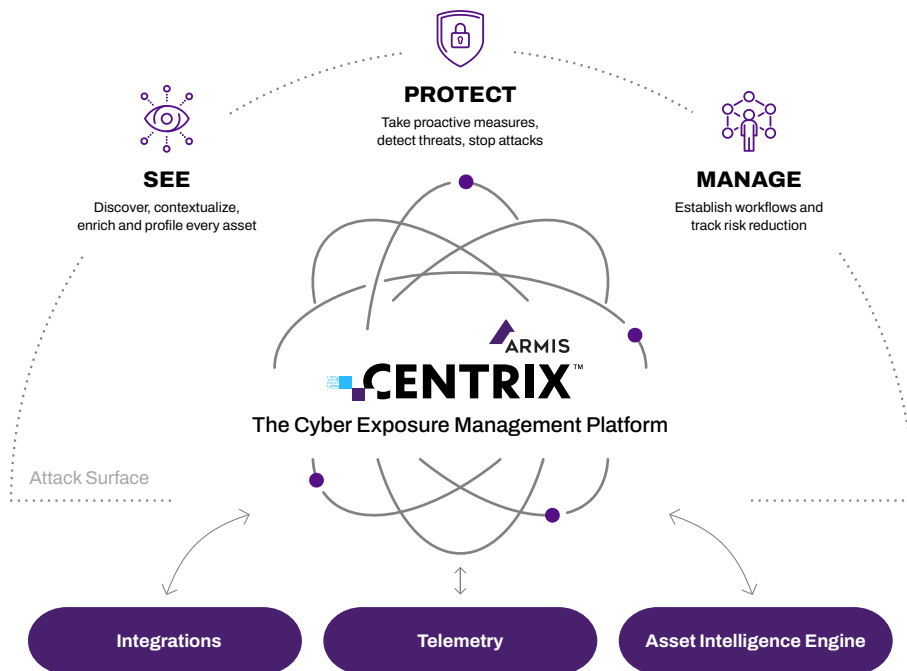 PROTECT
Take proactive measures,
detect threats, stop attacks
SEE
Discover, contextualize,
enrich and profile every asset
MANAGE
Establish workflows and
track risk reduction
ARMIS
CENTRIX™
The Cyber Exposure Management Platform
Attack Surface
Integrations
Telemetry
Asset Intelligence Engine